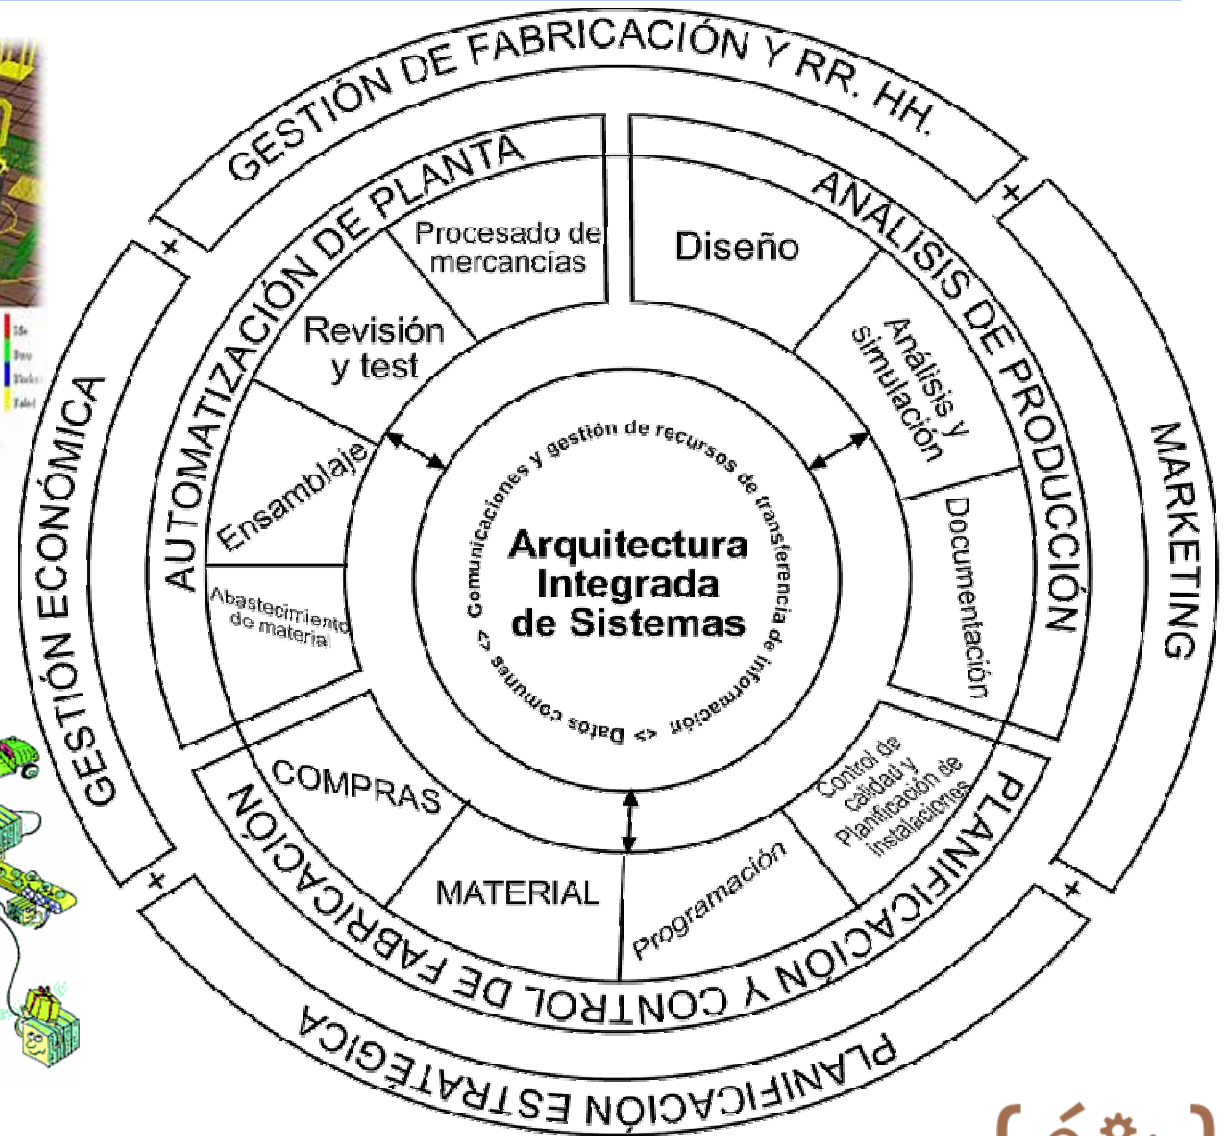 GESTIÓN DE FABRICACIÓN Y RR. HH.
MARKETING
PLANIFICACIÓN ESTRATÉGICA
GESTIÓN ECONÓMICA
+
+
+
+
AUTOMATIZACIÓN DE PLANTA
Procesado de
mercancías
Revisión
y test
Ensamblaje
Abastecimiento
de material
ANÁLISIS DE PRODUCCIÓN
Diseño
Análisis y
simulación
Documentación
PLANIFICACIÓN Y CONTROL DE FABRICACIÓN
Control de
calidad y
Planificación de
instalaciones
Programación
MATERIAL
COMPRAS
<> Comunicaciones y gestión de recursos de transferencia de información <> Datos comunes
Arquitectura
Integrada
de Sistemas